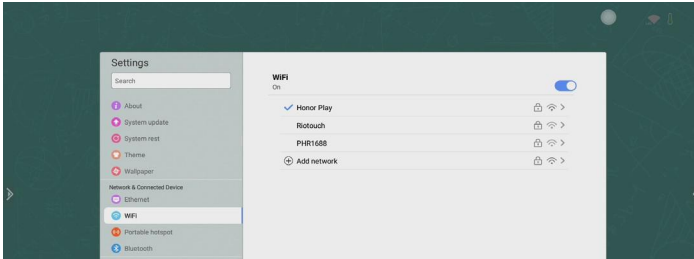 Settings
Search
About
System update
System rest
Theme
Wallpaper
Network & Connected Device
Ethernet
WiFi
Portable hotspot
Bluetooth
WiFi
On
Honor Play
Riotouch
PHR1688
Add network